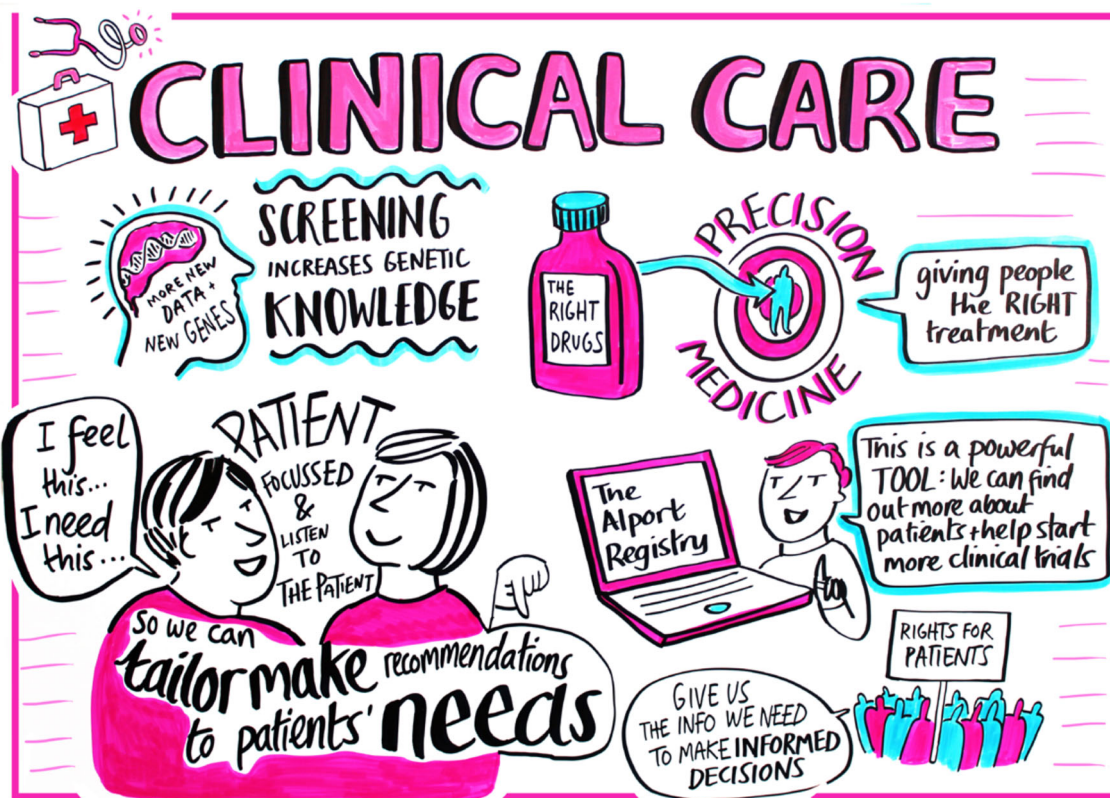 CLINICAL CARE
MORE NEW
DATA +
NEW GENES
SCREENING
INCREASES GENETIC
KNOWLEDGE
THE
RIGHT
DRUGS
PRECISION
MEDICINE
giving people
the RIGHT
treatment
I feel
this...
I need
this...
PATIENT
FOCUSSED
&
LISTEN
TO
THE PATIENT
So we can
tailormake recommendations
to patients' needs
The
Alport
Registry
This is a powerful
TOOL: We can find
out more about
patients + help start
more clinical trials
RIGHTS FOR
PATIENTS
GIVE US
THE INFO WE NEED
TO MAKE INFORMED
DECISIONS